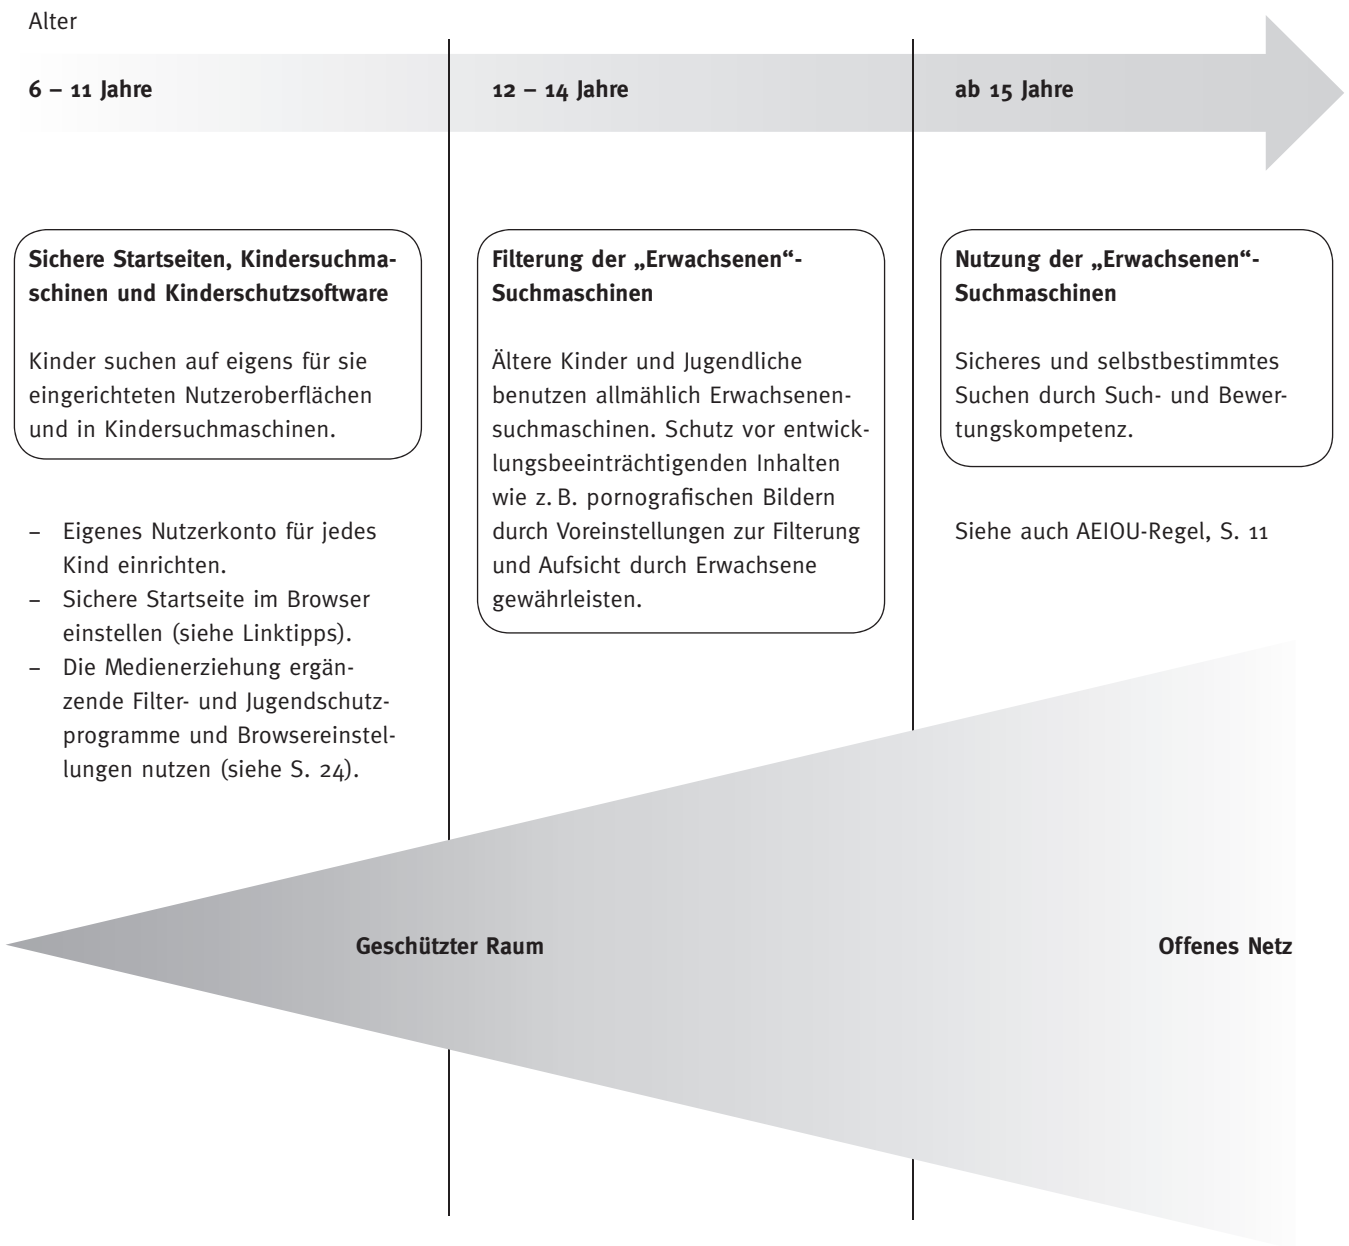 Alter
6 – 11 Jahre
12 – 14 Jahre
ab 15 Jahre
Sichere Startseiten, Kindersuchma-
schinen und Kinderschutzsoftware
Kinder suchen auf eigens für sie
eingerichteten Nutzeroberflächen
und in Kindersuchmaschinen.
– Eigenes Nutzerkonto für jedes
Kind einrichten.
– Sichere Startseite im Browser
einstellen (siehe Linktipps).
– Die Medienerziehung ergän-
zende Filter- und Jugendschutz-
programme und Browsereinstel-
lungen nutzen (siehe S. 24).
Filterung der „Erwachsenen“-
Suchmaschinen
Ältere Kinder und Jugendliche
benutzen allmählich Erwachsenen-
suchmaschinen. Schutz vor entwick-
lungsbeeinträchtigenden Inhalten
wie z. B. pornografischen Bildern
durch Voreinstellungen zur Filterung
und Aufsicht durch Erwachsene
gewährleisten.
Nutzung der „Erwachsenen“-
Suchmaschinen
Sicheres und selbstbestimmtes
Suchen durch Such- und Bewer-
tungskompetenz.
Siehe auch AEIOU-Regel, S. 11
Geschützter Raum
Offenes Netz